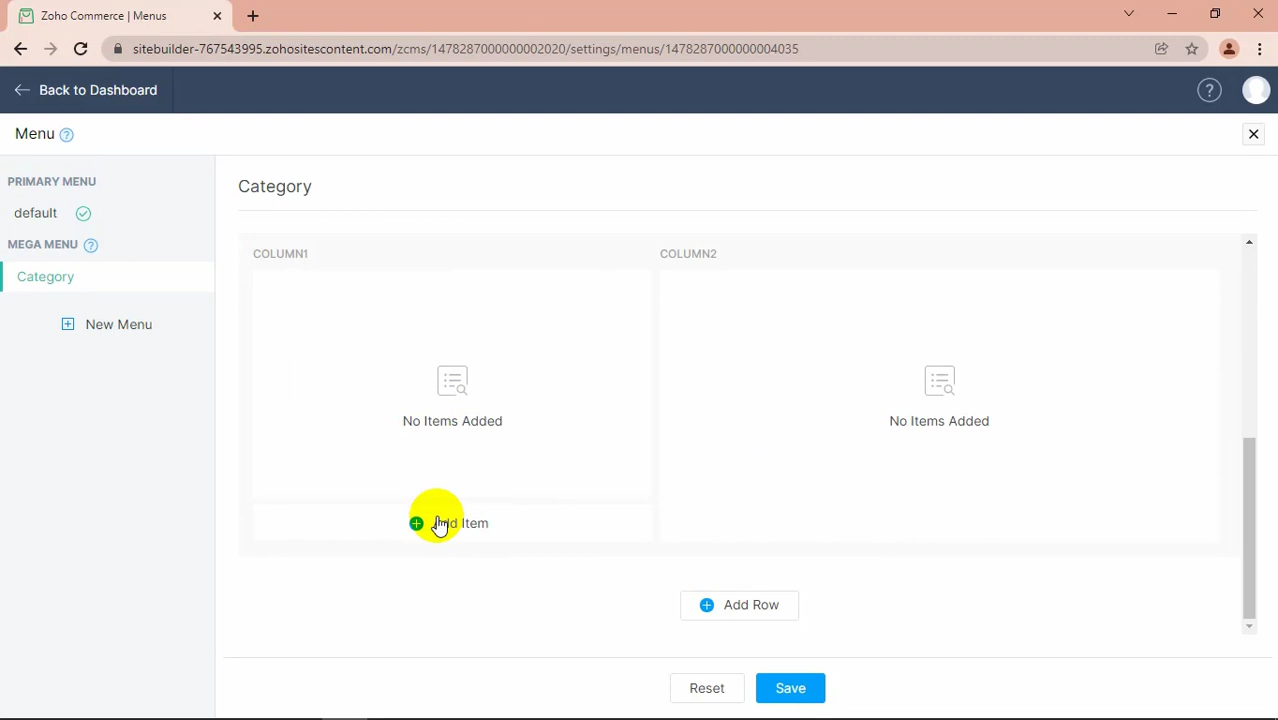 Zoho Commerce | Menus
sitebuilder-767543995.zohositescontent.com/zcms/1478287000000002020/settings/menus/1478287000000004035
Back to Dashboard
?
Menu ?
PRIMARY MENU
default
MEGA MENU ?
Category
New Menu
Category
COLUMN1
COLUMN2
No Items Added
No Items Added
Item
Add Row
Reset
Save